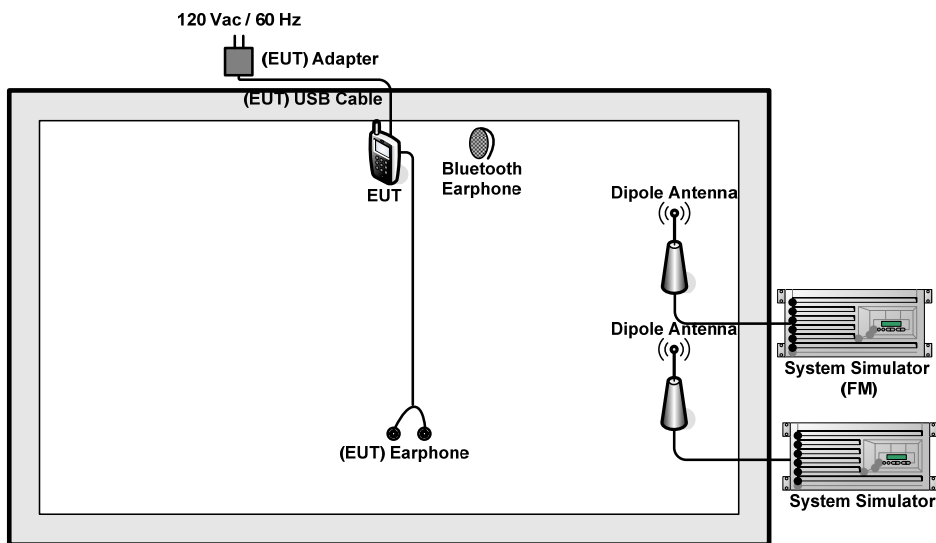 120 Vac / 60 Hz
(EUT) Adapter
(EUT) USB Cable
EUT
Bluetooth
Earphone
Dipole Antenna
Dipole Antenna
System Simulator
(FM)
(EUT) Earphone
System Simulator